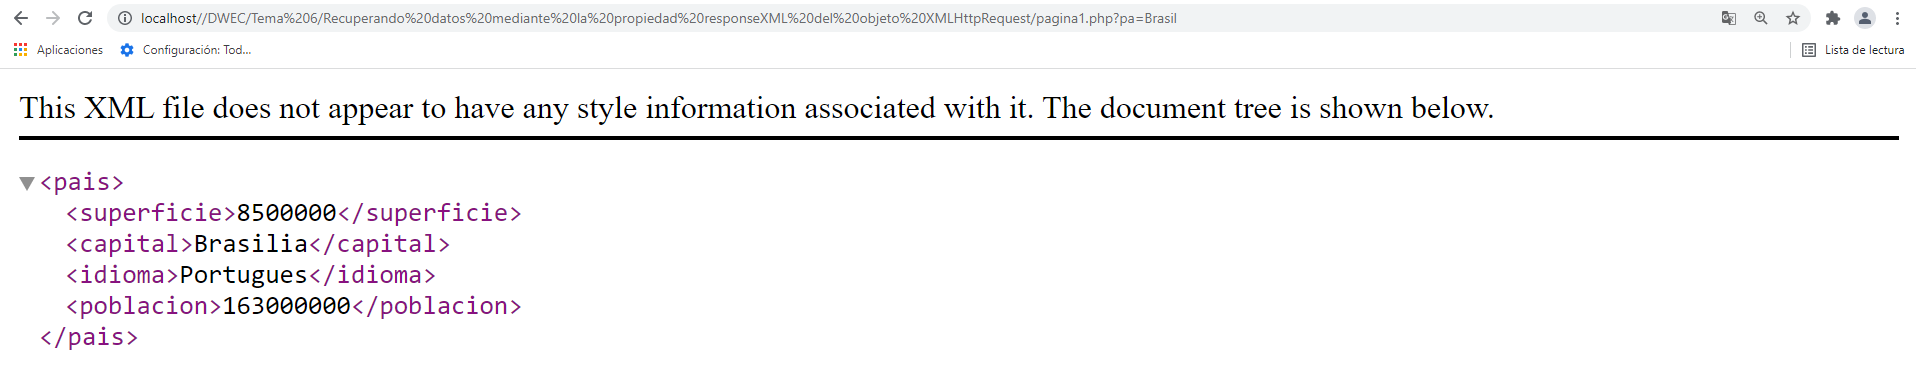 localhost//DWEC/Tema%206/Recuperando%20datos%20mediante%20la%20propiedad%20responseXML%20del%20objeto%20XMLHttpRequest/pagina1.php?pa=Brasil
Aplicaciones Configuración: Tod... Lista de lectura
This XML file does not appear to have any style information associated with it. The document tree is shown below.
<pais>
<superficie>8500000</superficie>
<capital>Brasilia</capital>
<idioma>Portugues</idioma>
<poblacion>163000000</poblacion>
</pais>